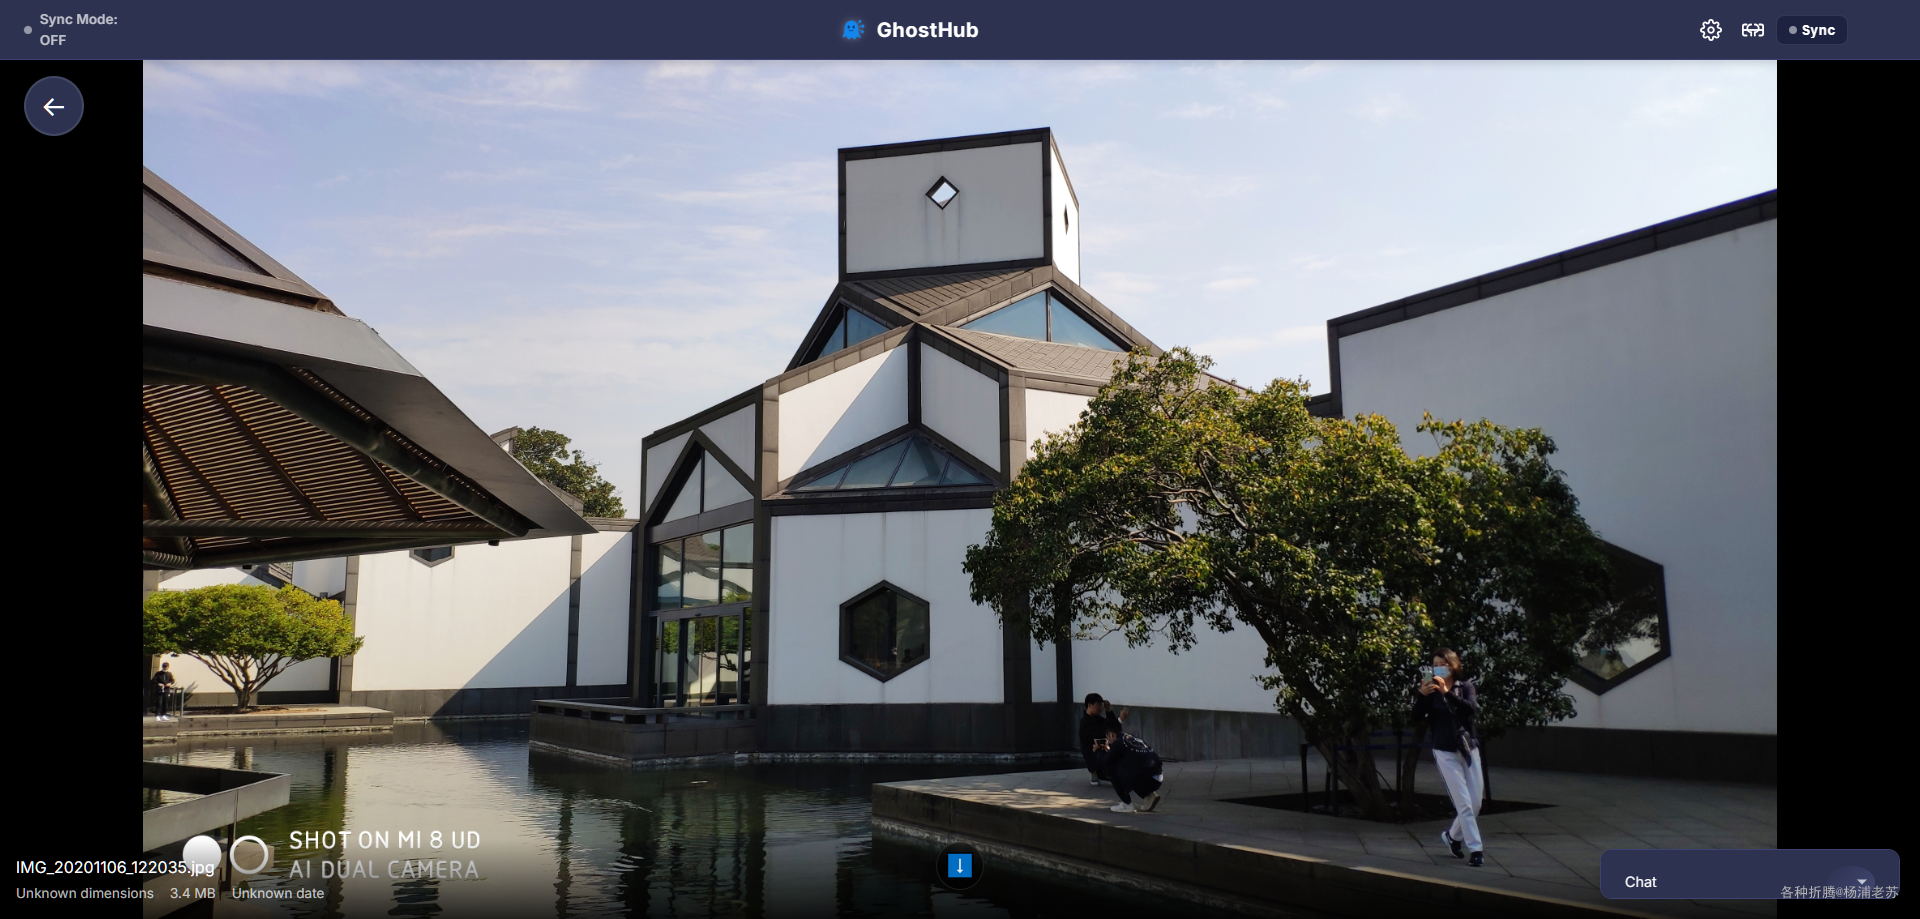 Sync Mode:
OFF
GhostHub
Sync
SHOT ON MI 8 UD
AI DUAL CAMERA
IMG_20201106_122035.jpg
Unknown dimensions 3.4 MB Unknown date
Chat
各种折腾@杨浦老苏